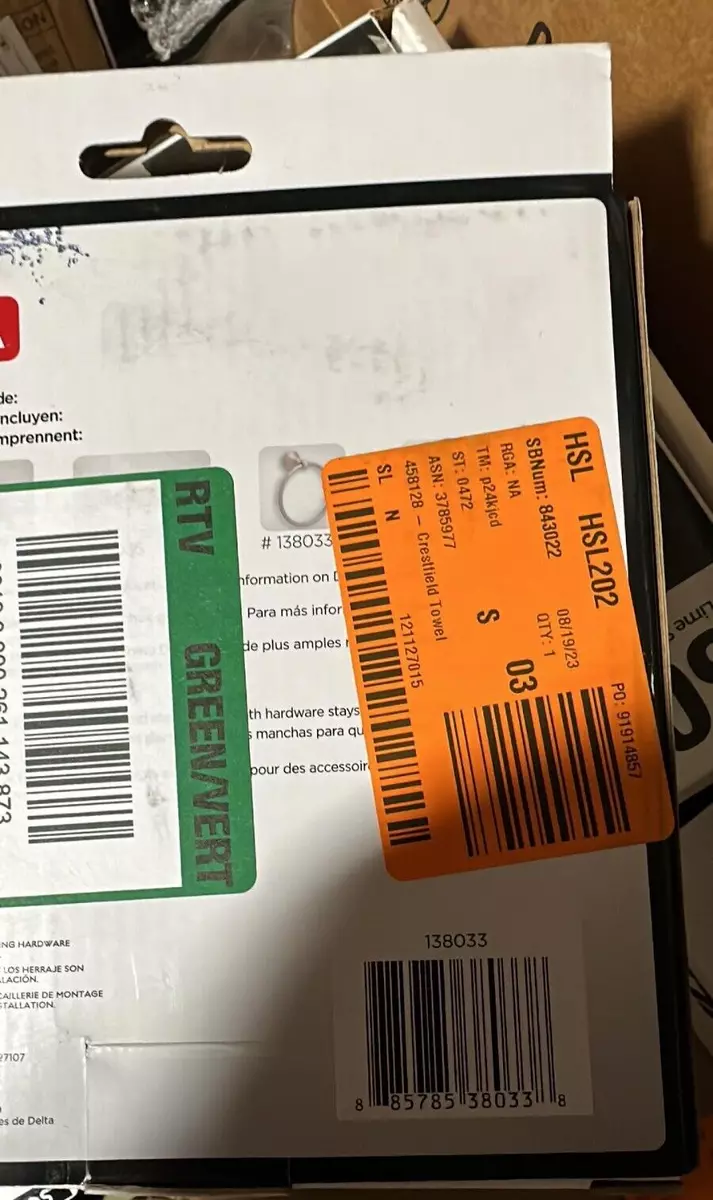 de:
ncluyen:
mprennent:
# 138033
nformation on
Para más infor
de plus amples
th hardware stays
manchas para qu
pour des accessoir
RTV GREEN/VERT
HSL HSL202
SBNum: 843022
08/19/23
PO: 91914857
RGA: NA
QTY: 1
TM: p24kjcd
ST: 0472
S 03
ASN: 3785977
458128 - Crestfield Towel
SL N
121127015
NG HARDWARE
LOS HERRAJE SON
LACIÓN.
CAILLERIE DE MONTAGE
STALLATION.
27107
es de Delta
138033
8 85785 38033 8